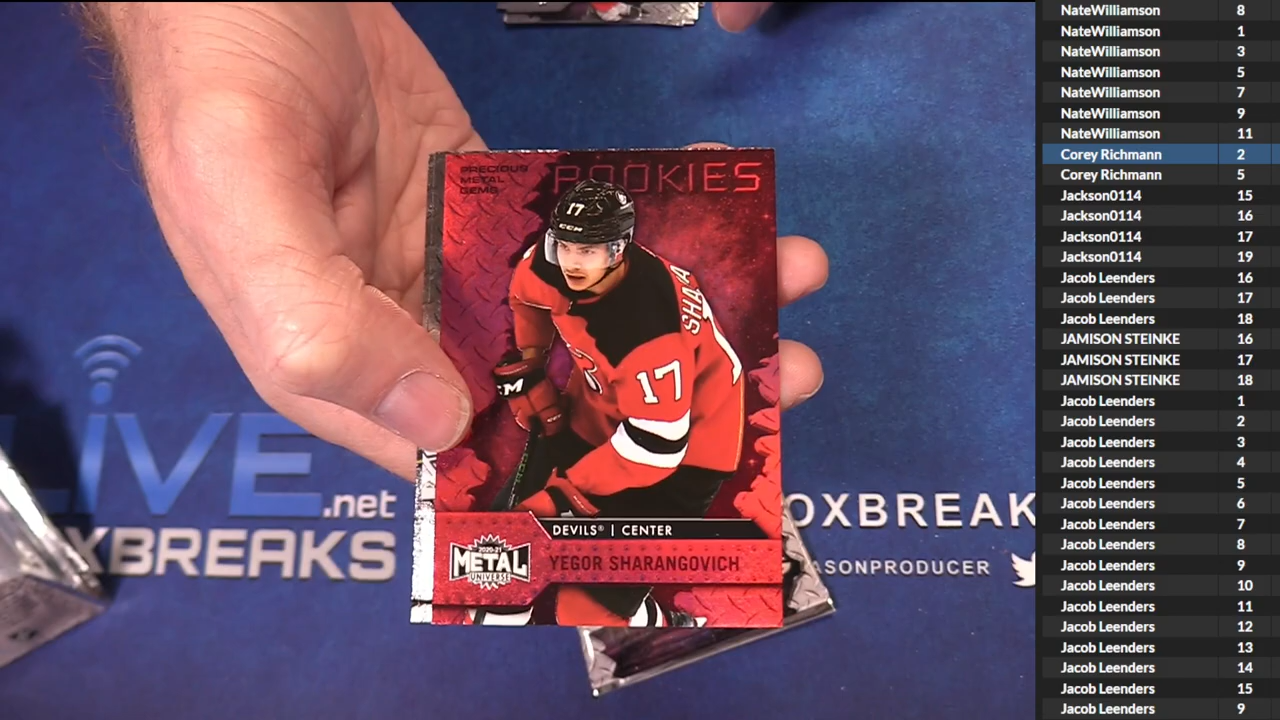 PRECIOUS
METAL
GEMS
ROOKIES
17
CCM
SHARA
17
CCM
DEVILS® | CENTER
2020-21
METAL
UNIVERSE
YEGOR SHARANGOVICH
LiVE.net
OXBREAK
XBREAKS
ASONPRODUCER
NateWilliamson 8
NateWilliamson 1
NateWilliamson 3
NateWilliamson 5
NateWilliamson 7
NateWilliamson 9
NateWilliamson 11
Corey Richmann 2
Corey Richmann 5
Jackson0114 15
Jackson0114 16
Jackson0114 17
Jackson0114 19
Jacob Leenders 16
Jacob Leenders 17
Jacob Leenders 18
JAMISON STEINKE 16
JAMISON STEINKE 17
JAMISON STEINKE 18
Jacob Leenders 1
Jacob Leenders 2
Jacob Leenders 3
Jacob Leenders 4
Jacob Leenders 5
Jacob Leenders 6
Jacob Leenders 7
Jacob Leenders 8
Jacob Leenders 9
Jacob Leenders 10
Jacob Leenders 11
Jacob Leenders 12
Jacob Leenders 13
Jacob Leenders 14
Jacob Leenders 15
Jacob Leenders 9